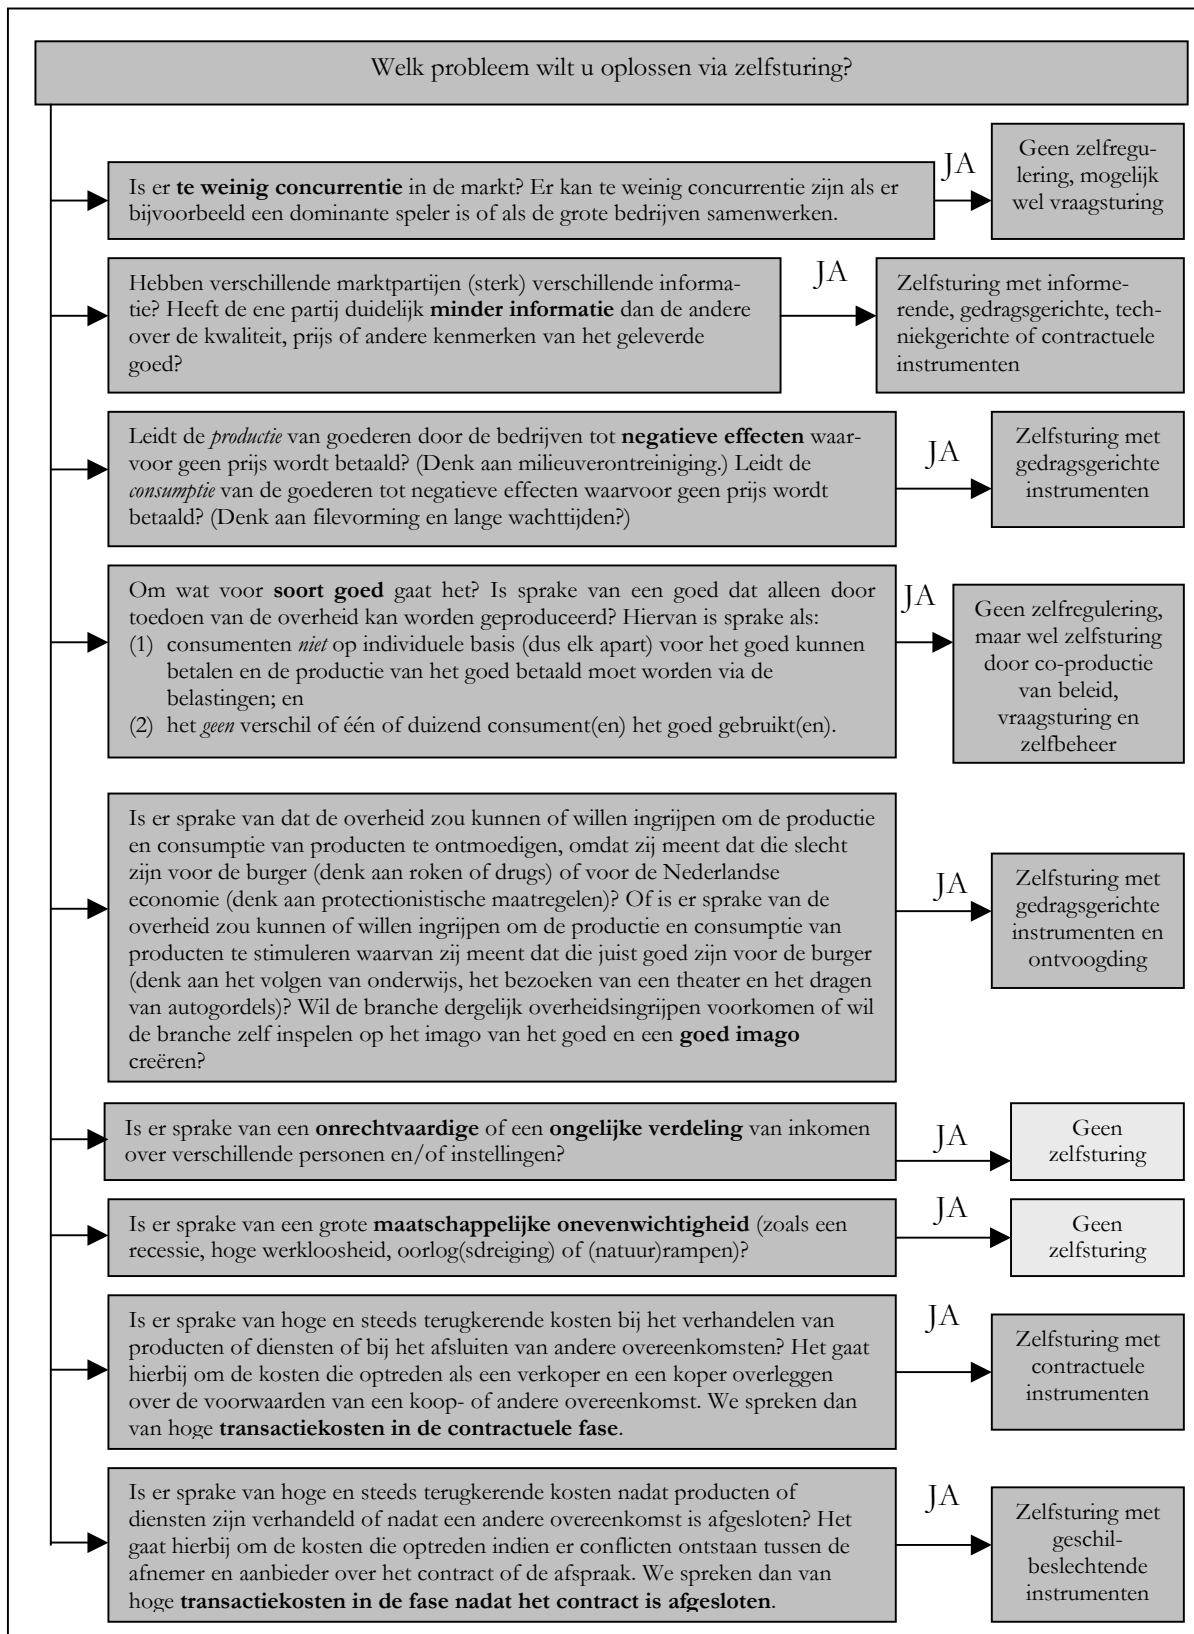 Welk probleem wilt u oplossen via zelfsturing?
Is er te weinig concurrentie in de markt? Er kan te weinig concurrentie zijn als er
bijvoorbeeld een dominante speler is of als de grote bedrijven samenwerken.
JA
Geen zelfregu-
lering, mogelijk
wel vraagsturing
Hebben verschillende marktpartijen (sterk) verschillende informa-
tie? Heeft de ene partij duidelijk minder informatie dan de andere
over de kwaliteit, prijs of andere kenmerken van het geleverde
goed?
JA
Zelfsturing met informe-
rende, gedragsgerichte, tech-
niekgerichte of contractuele
instrumenten
Leidt de productie van goederen door de bedrijven tot negatieve effecten waar-
voor geen prijs wordt betaald? (Denk aan milieuverontreiniging.) Leidt de
consumptie van de goederen tot negatieve effecten waarvoor geen prijs wordt
betaald? (Denk aan filevorming en lange wachttijden?)
JA
Zelfsturing met
gedragsgerichte
instrumenten
Om wat voor soort goed gaat het? Is sprake van een goed dat alleen door
toedoen van de overheid kan worden geproduceerd? Hiervan is sprake als:
(1) consumenten niet op individuele basis (dus elk apart) voor het goed kunnen
betalen en de productie van het goed betaald moet worden via de
belastingen; en
(2) het geen verschil of één of duizend consument(en) het goed gebruikt(en).
JA
Geen zelfregulering,
maar wel zelfsturing
door co-productie
van beleid,
vraagsturing en
zelfbeheer
Is er sprake van dat de overheid zou kunnen of willen ingrijpen om de productie
en consumptie van producten te ontmoedigen, omdat zij meent dat die slecht
zijn voor de burger (denk aan roken of drugs) of voor de Nederlandse
economie (denk aan protectionistische maatregelen)? Of is er sprake van de
overheid zou kunnen of willen ingrijpen om de productie en consumptie van
producten te stimuleren waarvan zij meent dat die juist goed zijn voor de burger
(denk aan het volgen van onderwijs, het bezoeken van een theater en het dragen
van autogordels)? Wil de branche dergelijk overheidsingrijpen voorkomen of wil
de branche zelf inspelen op het imago van het goed en een goed imago
creëren?
JA
Zelfsturing met
gedragsgerichte
instrumenten en
ontvoogding
Is er sprake van een onrechtvaardige of een ongelijke verdeling van inkomen
over verschillende personen en/of instellingen?
JA
Geen
zelfsturing
Is er sprake van een grote maatschappelijke onevenwichtigheid (zoals een
recessie, hoge werkloosheid, oorlog(sdreiging) of (natuur)rampen)?
JA
Geen
zelfsturing
Is er sprake van hoge en steeds terugkerende kosten bij het verhandelen van
producten of diensten of bij het afsluiten van andere overeenkomsten? Het gaat
hierbij om de kosten die optreden als een verkoper en een koper overleggen
over de voorwaarden van een koop- of andere overeenkomst. We spreken dan
van hoge transactiekosten in de contractuele fase.
JA
Zelfsturing met
contractuele
instrumenten
Is er sprake van hoge en steeds terugkerende kosten nadat producten of
diensten zijn verhandeld of nadat een andere overeenkomst is afgesloten? Het
gaat hierbij om de kosten die optreden indien er conflicten ontstaan tussen de
afnemer en aanbieder over het contract of de afspraak. We spreken dan van
hoge transactiekosten in de fase nadat het contract is afgesloten.
JA
Zelfsturing met
geschil-
beslechtende
instrumenten